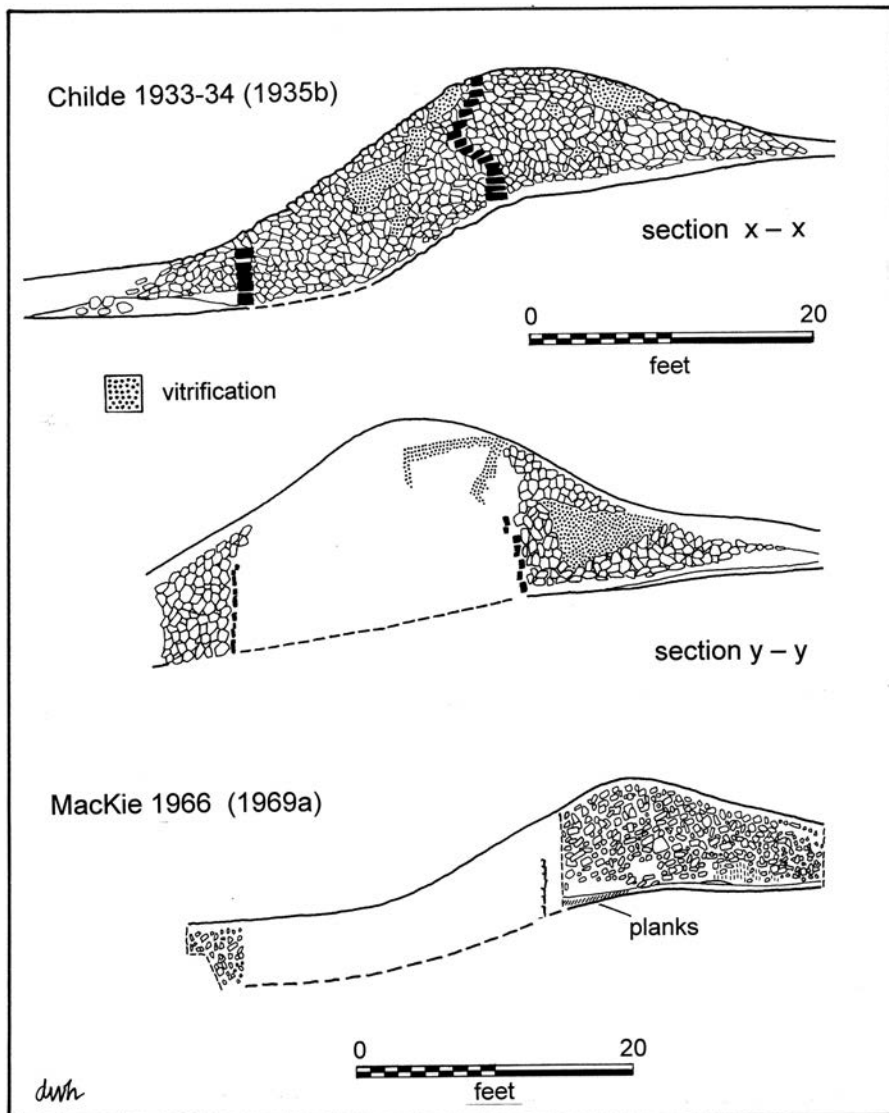 Childe 1933-34 (1935b)
section x – x
0 20
feet
vitrification
section y – y
MacKie 1966 (1969a)
planks
0 20
feet
dwh